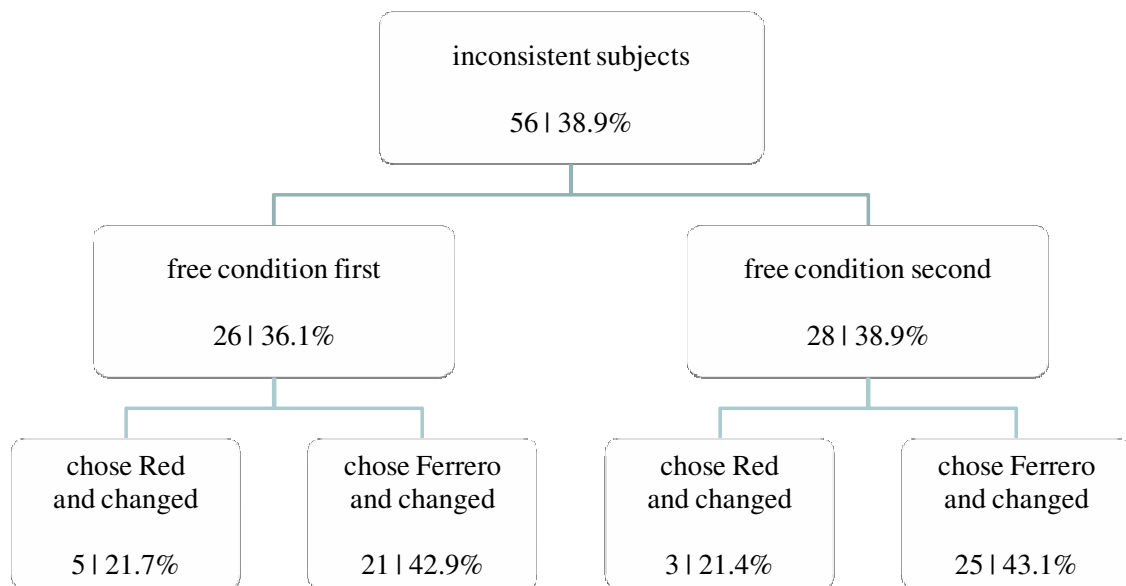 inconsistent subjects
56 | 38.9%
free condition first
26 | 36.1%
free condition second
28 | 38.9%
chose Red
and changed
5 | 21.7%
chose Ferrero
and changed
21 | 42.9%
chose Red
and changed
3 | 21.4%
chose Ferrero
and changed
25 | 43.1%